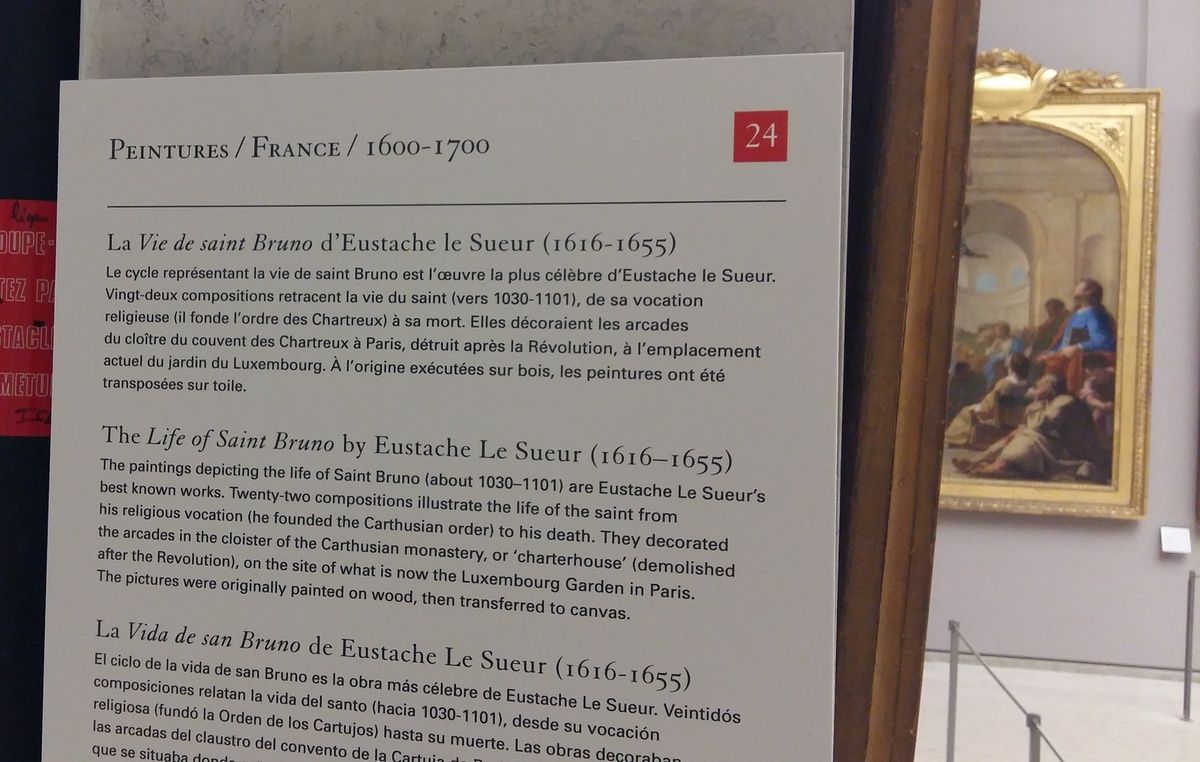 PEINTURES / FRANCE / 1600-1700
24
La Vie de saint Bruno d'Eustache le Sueur (1616-1655)
Le cycle représentant la vie de saint Bruno est l'œuvre la plus célèbre d'Eustache le Sueur.
Vingt-deux compositions retracent la vie du saint (vers 1030-1101), de sa vocation
religieuse (il fonde l'ordre des Chartreux) à sa mort. Elles décoraient les arcades
du cloître du couvent des Chartreux à Paris, détruit après la Révolution, à l'emplacement
actuel du jardin du Luxembourg. À l'origine exécutées sur bois, les peintures ont été
transposées sur toile.
The Life of Saint Bruno by Eustache Le Sueur (1616–1655)
The paintings depicting the life of Saint Bruno (about 1030–1101) are Eustache Le Sueur's
best known works. Twenty-two compositions illustrate the life of the saint from
his religious vocation (he founded the Carthusian order) to his death. They decorated
the arcades in the cloister of the Carthusian monastery, or ‘charterhouse’ (demolished
after the Revolution), on the site of what is now the Luxembourg Garden in Paris.
The pictures were originally painted on wood, then transferred to canvas.
La Vida de san Bruno de Eustache Le Sueur (1616-1655)
El ciclo de la vida de san Bruno es la obra más célebre de Eustache Le Sueur. Veintidós
composiciones relatan la vida del santo (hacia 1030-1101), desde su vocación
religiosa (fundó la Orden de los Cartujos) hasta su muerte. Las obras decoraban
las arcadas del claustro del convento de la Cartuja de
que se situaba donde
OUPE-
TEZ PA
STACL
METU